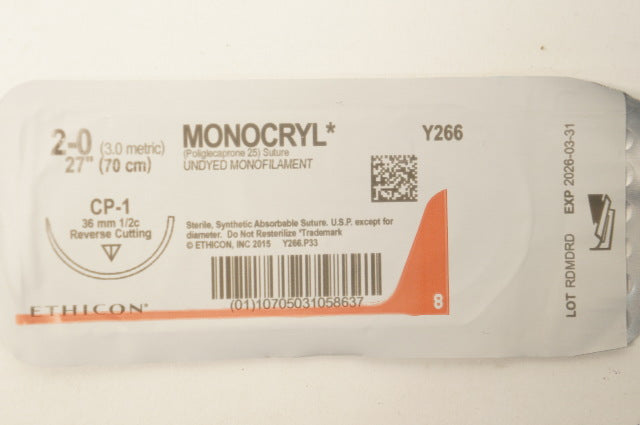 2-0 (3.0 metric)
27" (70 cm)
MONOCRYL*
(Poliglecaprone 25) Suture
UNDYED MONOFILAMENT
Y266
CP-1
36 mm 1/2c
Reverse Cutting
Sterile, Synthetic Absorbable Suture. U.S.P. except for
diameter. Do Not Resterilize *Trademark
© ETHICON, INC 2015 Y266.P33
(01)10705031058637
ETHICON®
8
LOT RDMDRD EXP 2026-03-31